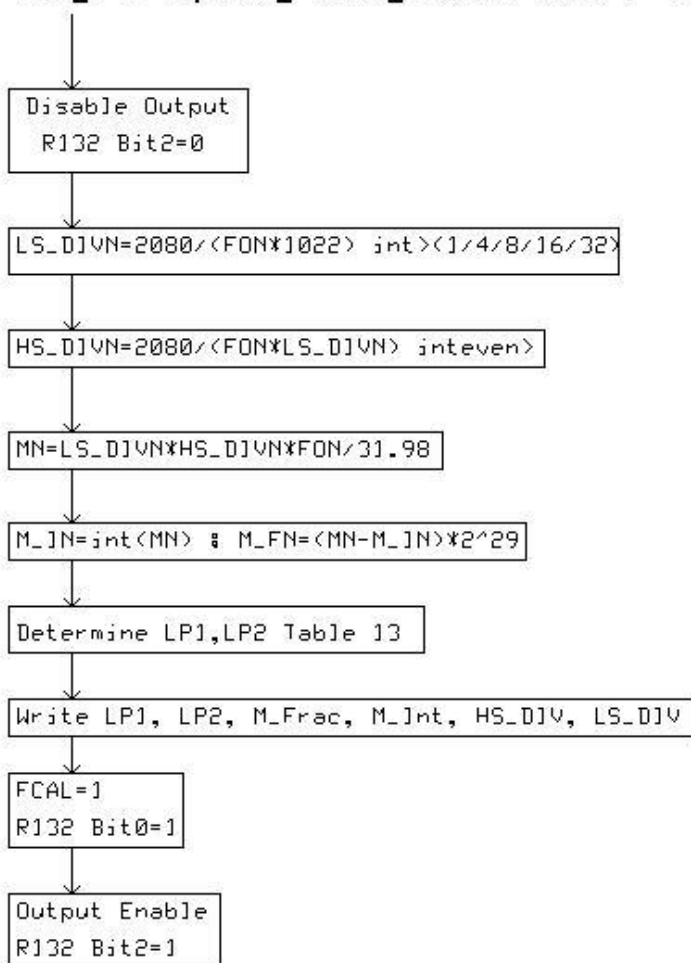 Disable Output
R132 Bit2=0
LS_DIVN=2080/(FON*1022) int>(1/4/8/16/32)
HS_DIVN=2080/(FON*LS_DIVN) inteven>
MN=LS_DIVN*HS_DIVN*FON/31.98
M_IN=int(MN) : M_FN=(MN-M_IN)*2^29
Determine LP1,LP2 Table 13
Write LP1, LP2, M_Frac, M_Int, HS_DIV, LS_DIV
FCAL=1
R132 Bit0=1
Output Enable
R132 Bit2=1